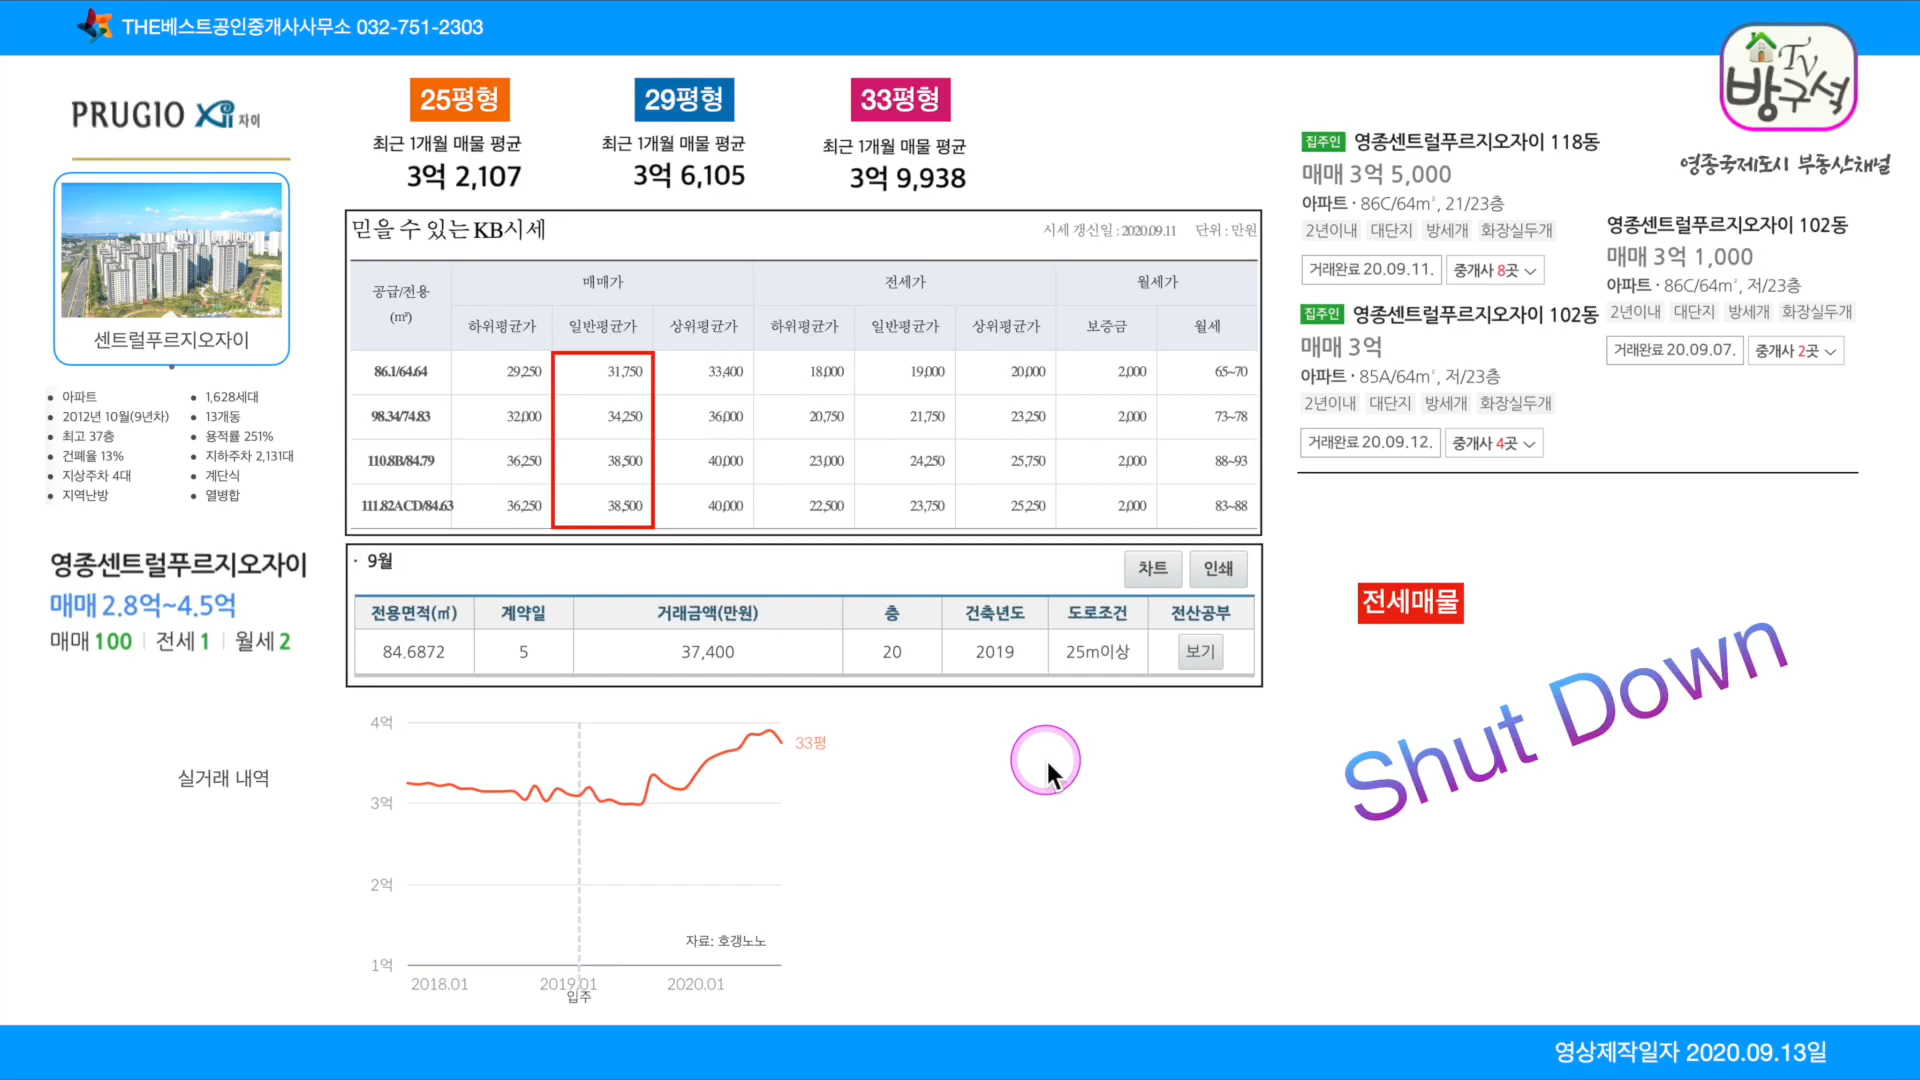 THE베스트공인중개사사무소 032-751-2303
TV
방구석
영종국제도시 부동산채널
PRUGIO Xi 자이
센트럴푸르지오자이
아파트
2012년 10월(9년차)
최고 37층
건폐율 13%
지상주차 4대
지역난방
1,628세대
13개동
용적률 251%
지하주차 2,131대
계단식
열병합
영종센트럴푸르지오자이
매매 2.8억~4.5억
매매 100 전세 1 월세 2
25평형
최근 1개월 매물 평균
3억 2,107
29평형
최근 1개월 매물 평균
3억 6,105
33평형
최근 1개월 매물 평균
3억 9,938
믿을 수 있는 KB시세
시세 갱신일 : 2020.09.11 단위 : 만원
공급/전용 (㎡) 매매가 전세가 월세가
하위평균가 일반평균가 상위평균가 하위평균가 일반평균가 상위평균가 보증금 월세
86.1/64.64 29,250 31,750 33,400 18,000 19,000 20,000 2,000 65~70
98.34/74.83 32,000 34,250 36,000 20,750 21,750 23,250 2,000 73~78
110.8B/84.79 36,250 38,500 40,000 23,000 24,250 25,750 2,000 88~93
111.82ACD/84.63 36,250 38,500 40,000 22,500 23,750 25,250 2,000 83~88
· 9월
차트 인쇄
전용면적(㎡) 계약일 거래금액(만원) 층 건축년도 도로조건 전산공부
84.6872 5 37,400 20 2019 25m이상 보기
실거래 내역
4억
3억
2억
1억
33평
자료: 호갱노노
2018.01 2019.01 2020.01
입주
집주인 영종센트럴푸르지오자이 118동
매매 3억 5,000
아파트 · 86C/64㎡, 21/23층
2년이내 대단지 방세개 화장실두개
거래완료 20.09.11. 중개사 8곳
집주인 영종센트럴푸르지오자이 102동
매매 3억
아파트 · 85A/64㎡, 저/23층
2년이내 대단지 방세개 화장실두개
거래완료 20.09.12. 중개사 4곳
영종센트럴푸르지오자이 102동
매매 3억 1,000
아파트 · 86C/64㎡, 저/23층
2년이내 대단지 방세개 화장실두개
거래완료 20.09.07. 중개사 2곳
전세매물
Shut Down
영상제작일자 2020.09.13일